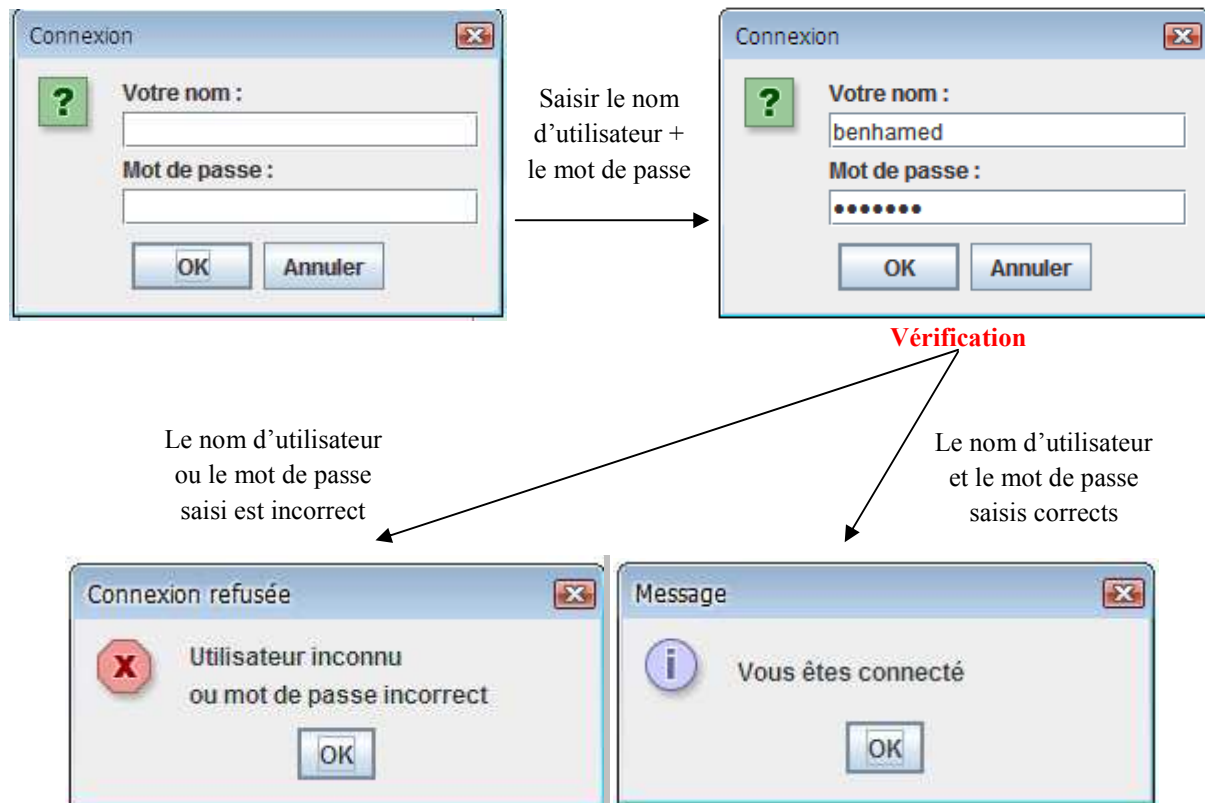 Connexion
?
Votre nom :
Mot de passe :
OK
Annuler
Saisir le nom
d'utilisateur +
le mot de passe
Connexion
?
Votre nom :
benhamed
Mot de passe :
•••••••
OK
Annuler
Vérification
Le nom d'utilisateur
ou le mot de passe
saisi est incorrect
Le nom d'utilisateur
et le mot de passe
saisis corrects
Connexion refusée
x
Utilisateur inconnu
ou mot de passe incorrect
OK
Message
i
Vous êtes connecté
OK